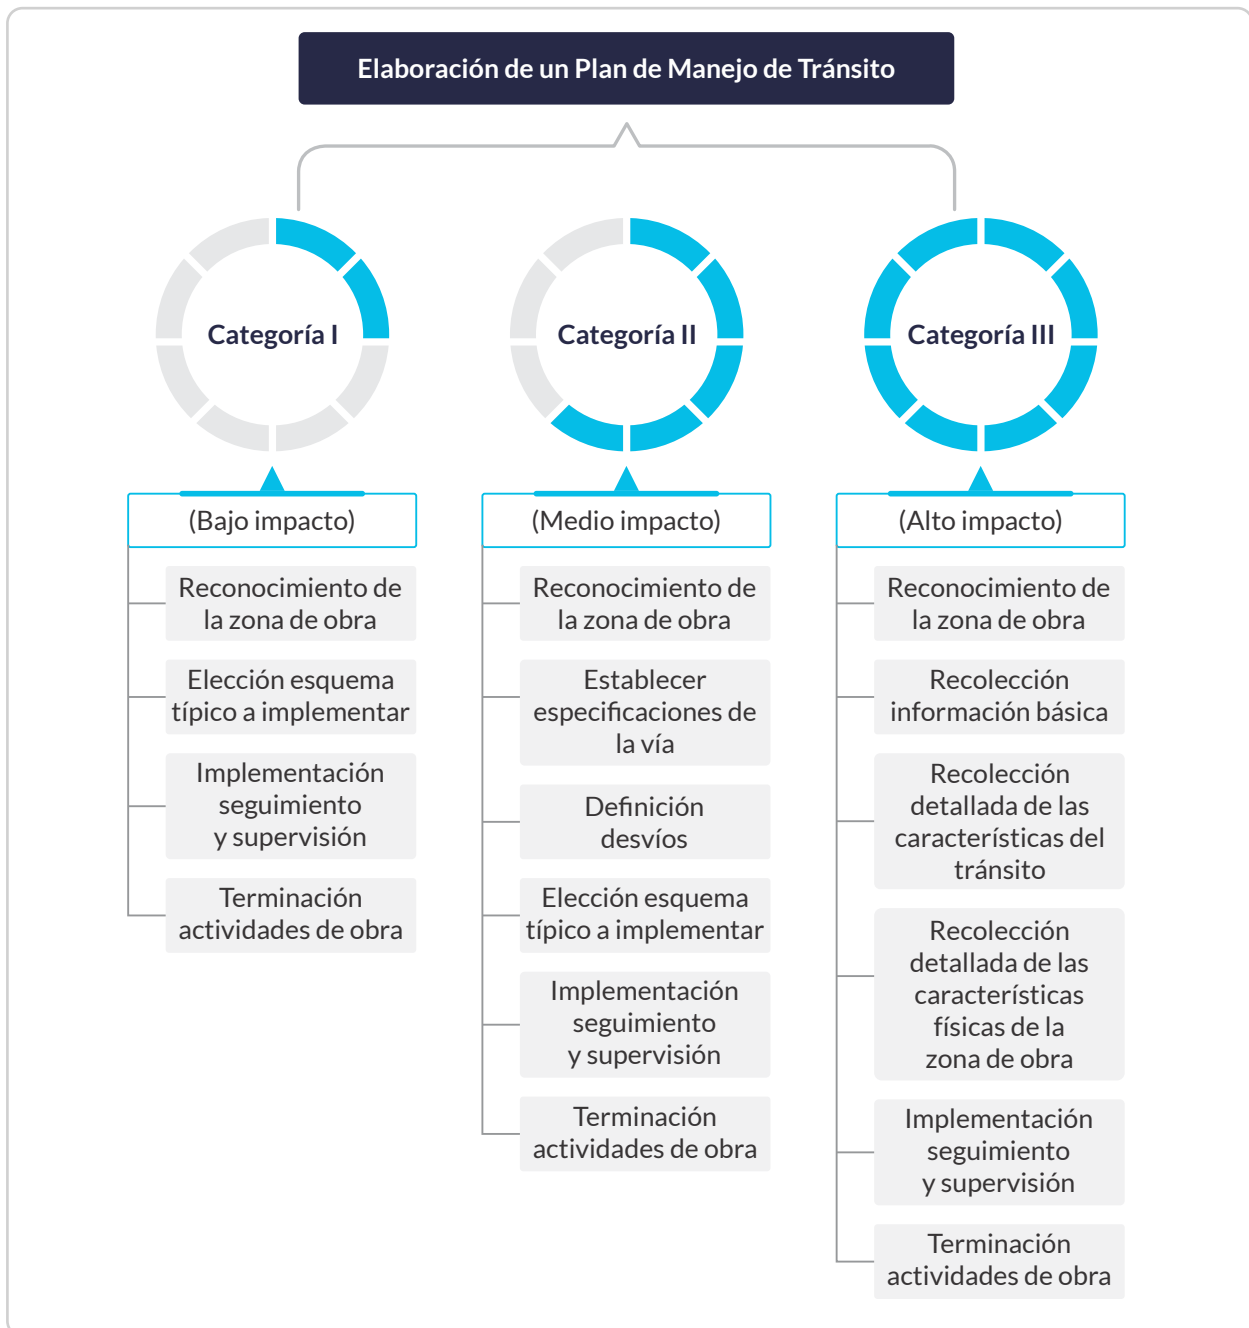 Elaboración de un Plan de Manejo de Tránsito
Categoría I
(Bajo impacto)
Reconocimiento de
la zona de obra
Elección esquema
típico a implementar
Implementación
seguimiento
y supervisión
Terminación
actividades de obra
Categoría II
(Medio impacto)
Reconocimiento de
la zona de obra
Establecer
especificaciones de
la vía
Definición
desvíos
Elección esquema
típico a implementar
Implementación
seguimiento
y supervisión
Terminación
actividades de obra
Categoría III
(Alto impacto)
Reconocimiento de
la zona de obra
Recolección
información básica
Recolección
detallada de las
características del
tránsito
Recolección
detallada de las
características
físicas de la
zona de obra
Implementación
seguimiento
y supervisión
Terminación
actividades de obra